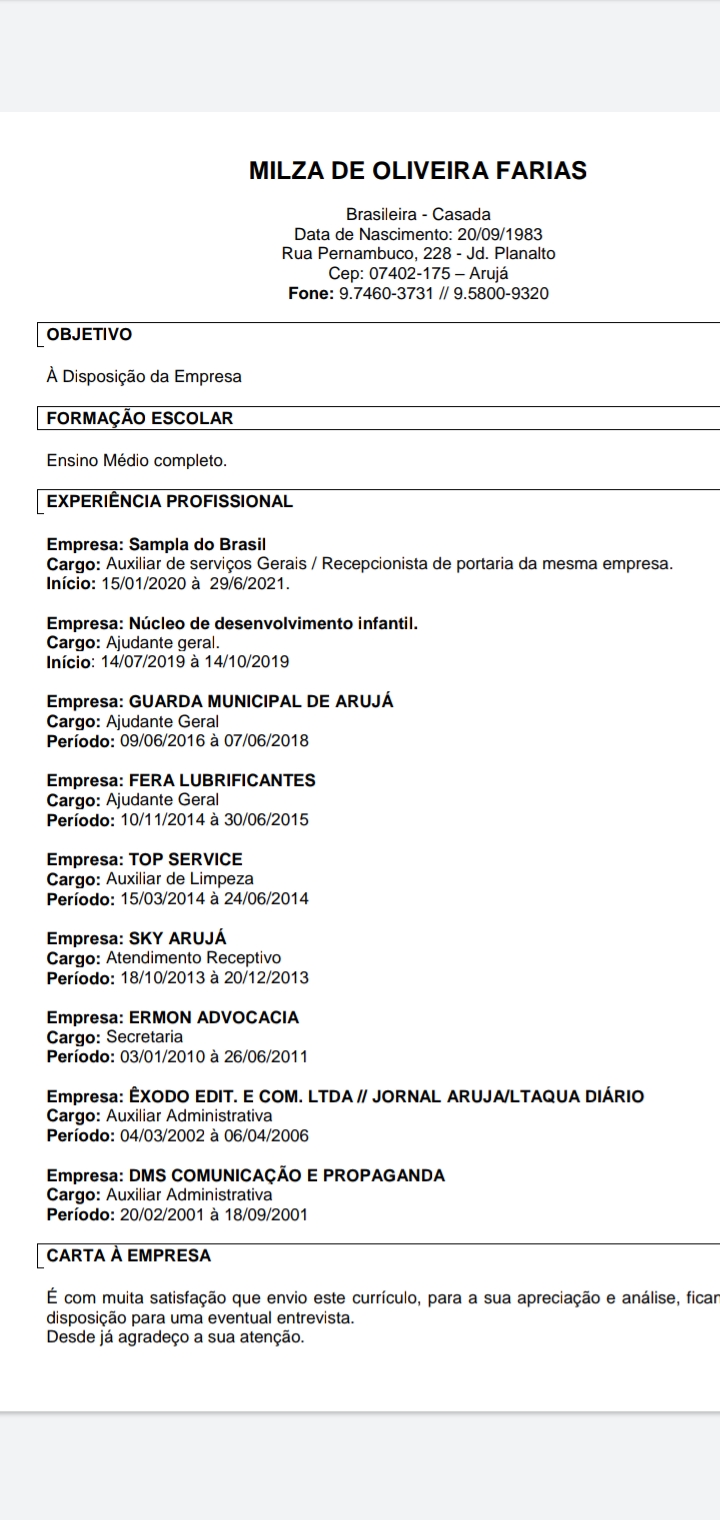 MILZA DE OLIVEIRA FARIAS
Brasileira - Casada
Data de Nascimento: 20/09/1983
Rua Pernambuco, 228 - Jd. Planalto
Cep: 07402-175 – Arujá
Fone: 9.7460-3731 // 9.5800-9320
OBJETIVO
À Disposição da Empresa
FORMAÇÃO ESCOLAR
Ensino Médio completo.
EXPERIÊNCIA PROFISSIONAL
Empresa: Sampla do Brasil
Cargo: Auxiliar de serviços Gerais / Recepcionista de portaria da mesma empresa.
Início: 15/01/2020 à  29/6/2021.
Empresa: Núcleo de desenvolvimento infantil.
Cargo: Ajudante geral.
Início: 14/07/2019 à 14/10/2019
Empresa: GUARDA MUNICIPAL DE ARUJÁ
Cargo: Ajudante Geral
Período: 09/06/2016 à 07/06/2018
Empresa: FERA LUBRIFICANTES
Cargo: Ajudante Geral
Período: 10/11/2014 à 30/06/2015
Empresa: TOP SERVICE
Cargo: Auxiliar de Limpeza
Período: 15/03/2014 à 24/06/2014
Empresa: SKY ARUJÁ
Cargo: Atendimento Receptivo
Período: 18/10/2013 à 20/12/2013
Empresa: ERMON ADVOCACIA
Cargo: Secretaria
Período: 03/01/2010 à 26/06/2011
Empresa: ÊXODO EDIT. E COM. LTDA // JORNAL ARUJA/LTAQUA DIÁRIO
Cargo: Auxiliar Administrativa
Período: 04/03/2002 à 06/04/2006
Empresa: DMS COMUNICAÇÃO E PROPAGANDA
Cargo: Auxiliar Administrativa
Período: 20/02/2001 à 18/09/2001
CARTA À EMPRESA
É com muita satisfação que envio este currículo, para a sua apreciação e análise,
disposição para uma eventual entrevista.
Desde já agradeço a sua atenção.